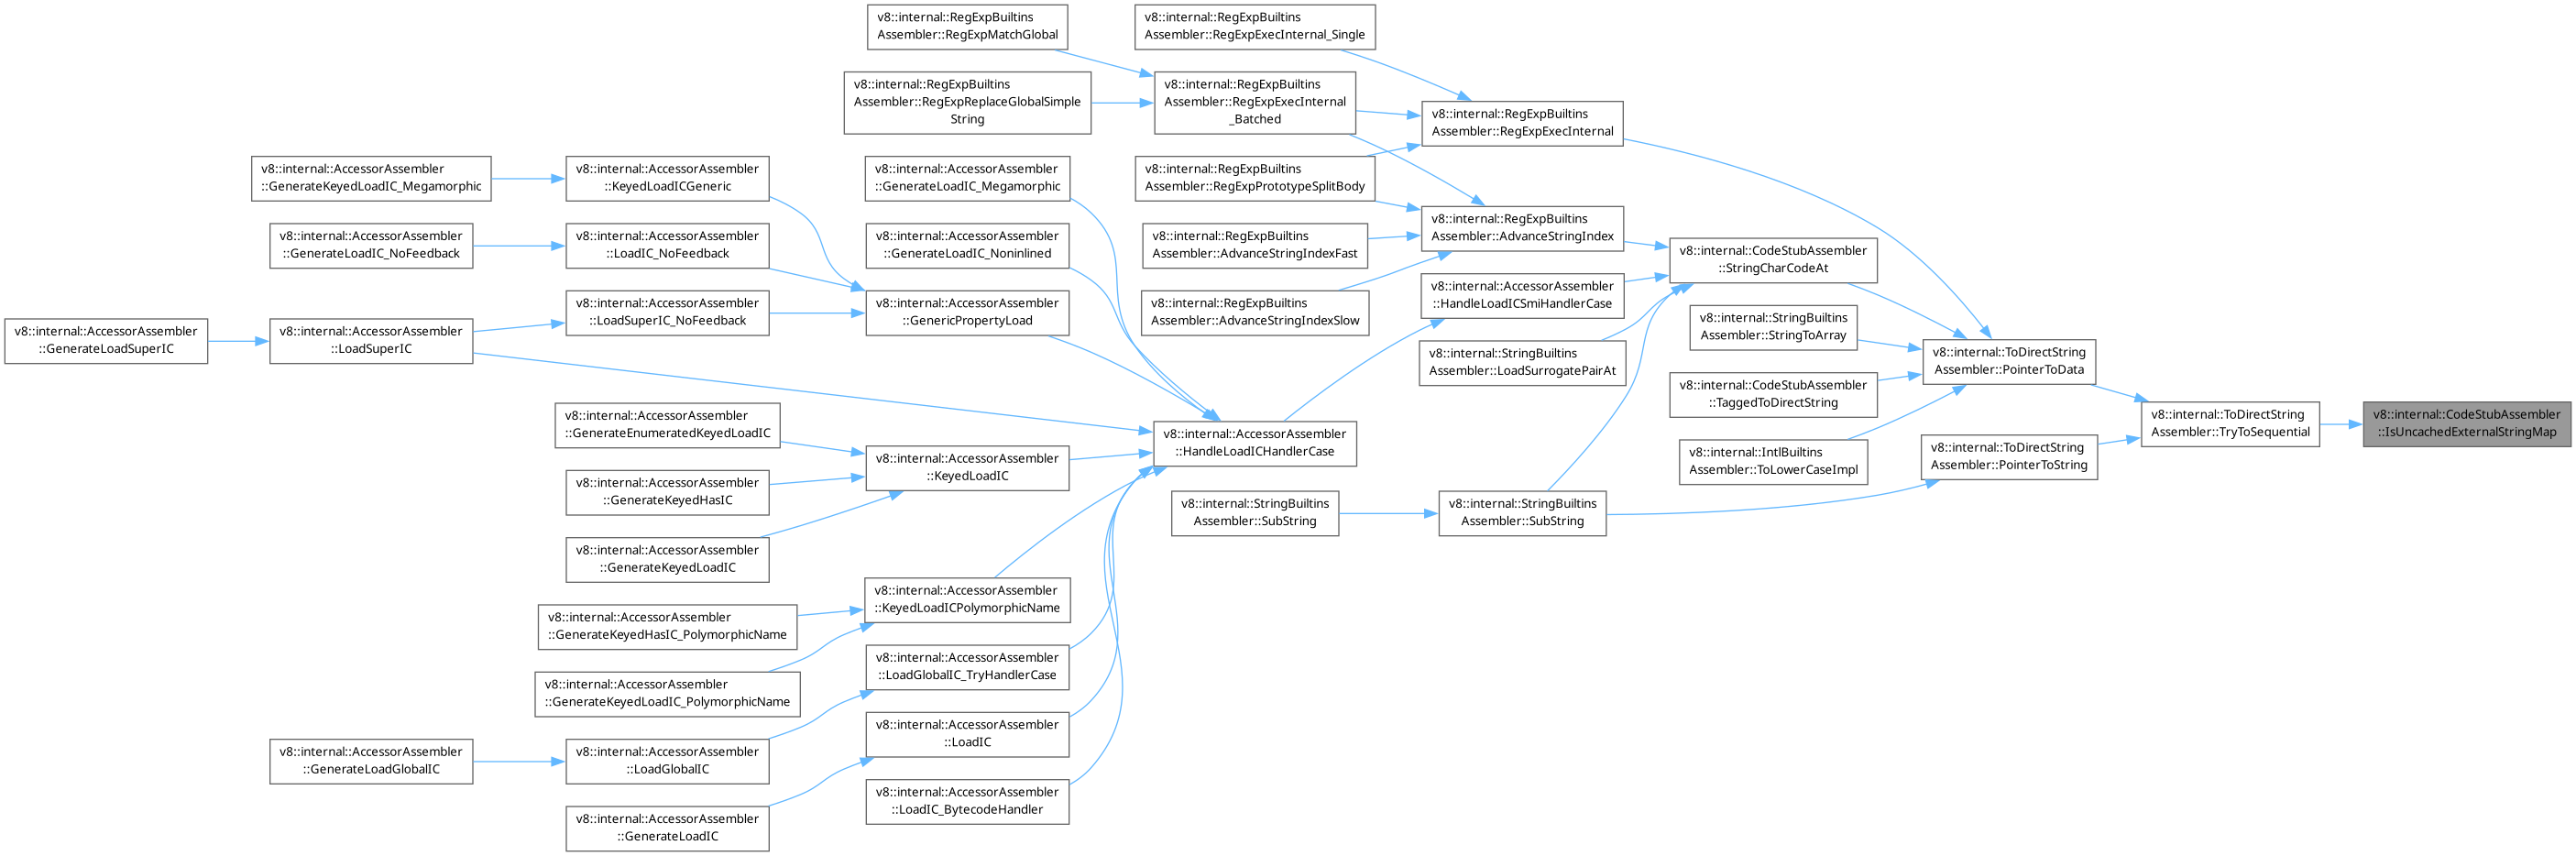 v8::internal::RegExpBuiltins
Assembler::RegExpMatchGlobal
v8::internal::RegExpBuiltins
Assembler::RegExpExecInternal_Single
v8::internal::RegExpBuiltins
Assembler::RegExpReplaceGlobalSimple
String
v8::internal::RegExpBuiltins
Assembler::RegExpExecInternal
_Batched
v8::internal::RegExpBuiltins
Assembler::RegExpExecInternal
v8::internal::AccessorAssembler
::GenerateKeyedLoadIC_Megamorphic
v8::internal::AccessorAssembler
::KeyedLoadICGeneric
v8::internal::AccessorAssembler
::GenerateLoadIC_Megamorphic
v8::internal::RegExpBuiltins
Assembler::RegExpPrototypeSplitBody
v8::internal::RegExpBuiltins
Assembler::AdvanceStringIndex
v8::internal::AccessorAssembler
::GenerateLoadIC_NoFeedback
v8::internal::AccessorAssembler
::LoadIC_NoFeedback
v8::internal::AccessorAssembler
::GenerateLoadIC_Noninlined
v8::internal::RegExpBuiltins
Assembler::AdvanceStringIndexFast
v8::internal::CodeStubAssembler
::StringCharCodeAt
v8::internal::AccessorAssembler
::HandleLoadICSmiHandlerCase
v8::internal::AccessorAssembler
::LoadSuperIC_NoFeedback
v8::internal::AccessorAssembler
::GenericPropertyLoad
v8::internal::RegExpBuiltins
Assembler::AdvanceStringIndexSlow
v8::internal::StringBuiltins
Assembler::StringToArray
v8::internal::AccessorAssembler
::GenerateLoadSuperIC
v8::internal::AccessorAssembler
::LoadSuperIC
v8::internal::StringBuiltins
Assembler::LoadSurrogatePairAt
v8::internal::ToDirectString
Assembler::PointerToData
v8::internal::CodeStubAssembler
::TaggedToDirectString
v8::internal::AccessorAssembler
::GenerateEnumeratedKeyedLoadIC
v8::internal::AccessorAssembler
::HandleLoadICHandlerCase
v8::internal::ToDirectString
Assembler::TryToSequential
v8::internal::CodeStubAssembler
::IsUncachedExternalStringMap
v8::internal::IntlBuiltins
Assembler::ToLowerCaseImpl
v8::internal::ToDirectString
Assembler::PointerToString
v8::internal::AccessorAssembler
::KeyedLoadIC
v8::internal::AccessorAssembler
::GenerateKeyedHasIC
v8::internal::StringBuiltins
Assembler::SubString
v8::internal::StringBuiltins
Assembler::SubString
v8::internal::AccessorAssembler
::GenerateKeyedLoadIC
v8::internal::AccessorAssembler
::KeyedLoadICPolymorphicName
v8::internal::AccessorAssembler
::GenerateKeyedHasIC_PolymorphicName
v8::internal::AccessorAssembler
::LoadGlobalIC_TryHandlerCase
v8::internal::AccessorAssembler
::GenerateKeyedLoadIC_PolymorphicName
v8::internal::AccessorAssembler
::LoadIC
v8::internal::AccessorAssembler
::GenerateLoadGlobalIC
v8::internal::AccessorAssembler
::LoadGlobalIC
v8::internal::AccessorAssembler
::LoadIC_BytecodeHandler
v8::internal::AccessorAssembler
::GenerateLoadIC